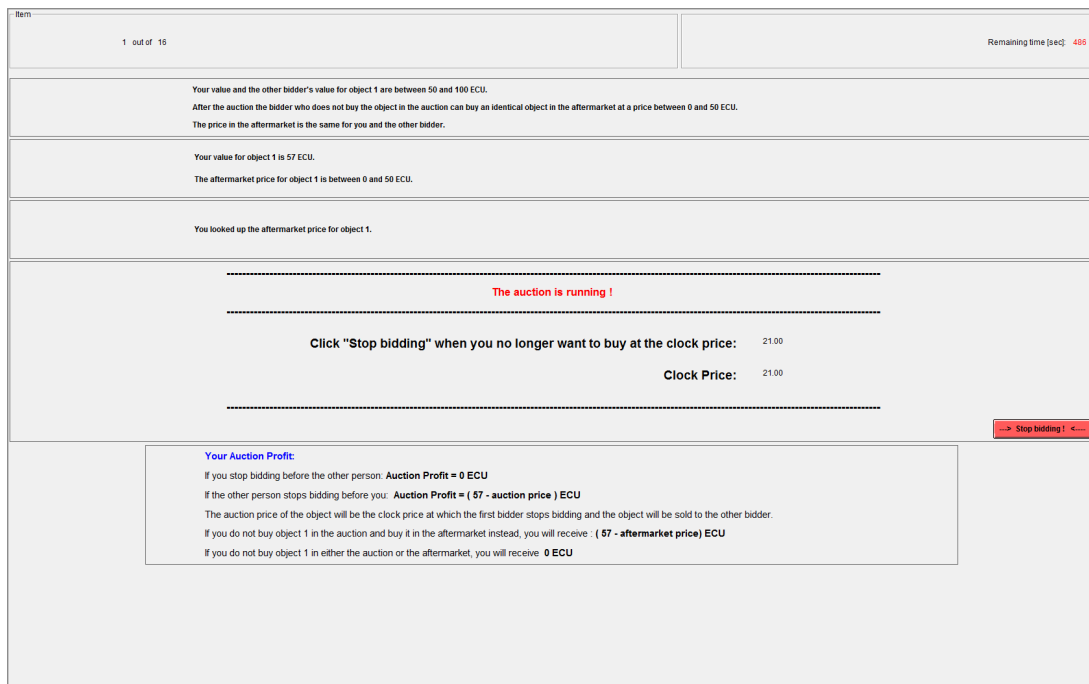 Item
1 out of 16
Remaining time [sec]: 486
Your value and the other bidder's value for object 1 are between 50 and 100 ECU.
After the auction the bidder who does not buy the object in the auction can buy an identical object in the aftermarket at a price between 0 and 50 ECU.
The price in the aftermarket is the same for you and the other bidder.
Your value for object 1 is 57 ECU.
The aftermarket price for object 1 is between 0 and 50 ECU.
You looked up the aftermarket price for object 1.
The auction is running !
Click "Stop bidding" when you no longer want to buy at the clock price: 21.00
Clock Price: 21.00
---> Stop bidding ! <----
Your Auction Profit:
If you stop bidding before the other person: Auction Profit = 0 ECU
If the other person stops bidding before you: Auction Profit = ( 57 - auction price ) ECU
The auction price of the object will be the clock price at which the first bidder stops bidding and the object will be sold to the other bidder.
If you do not buy object 1 in the auction and buy it in the aftermarket instead, you will receive : ( 57 - aftermarket price) ECU
If you do not buy object 1 in either the auction or the aftermarket, you will receive 0 ECU